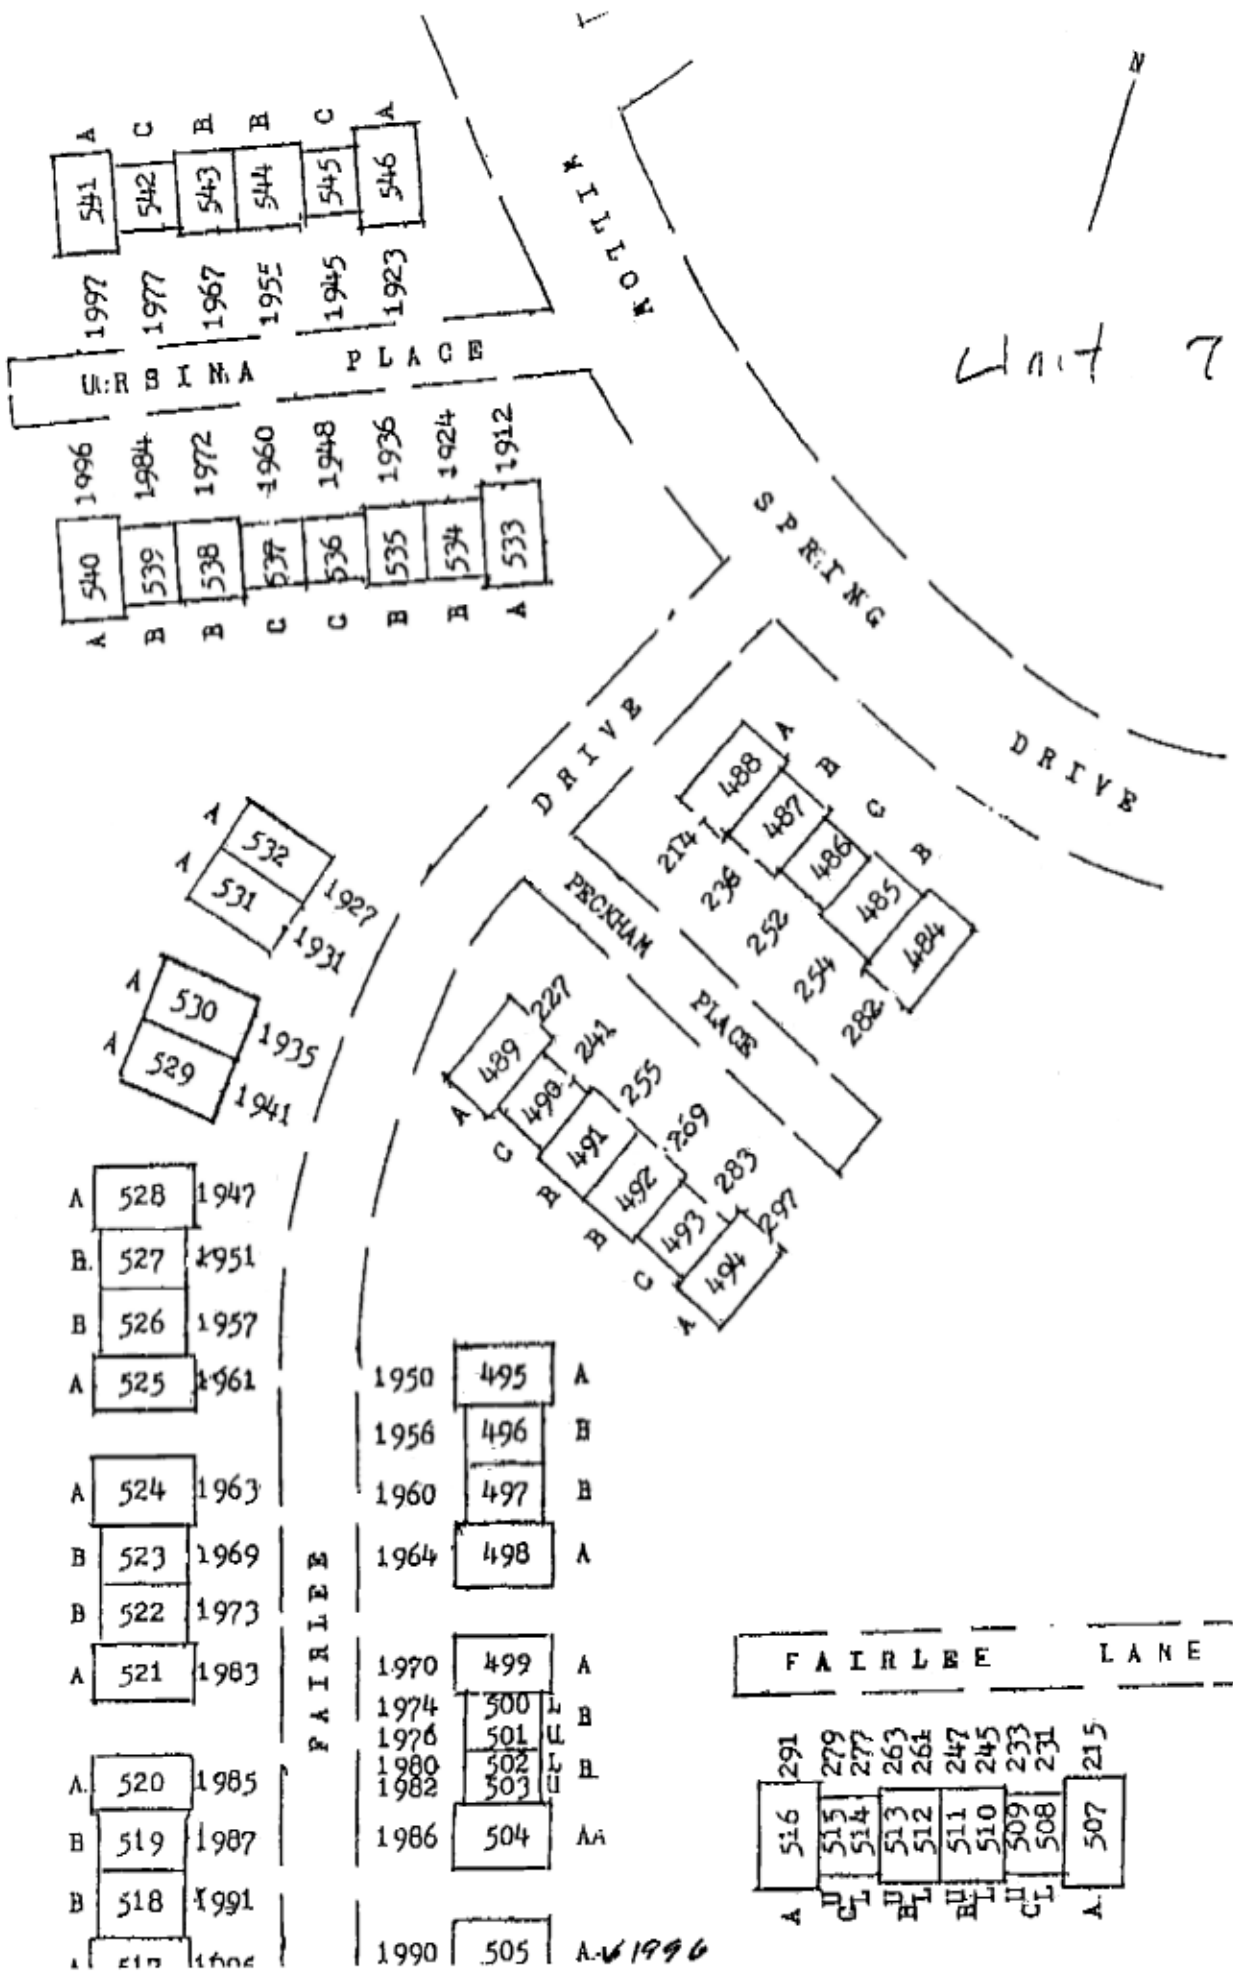 N
Unit 7
A C B B C A
541 542 543 544 545 546
1997 1977 1967 1955 1945 1923
URSINA PLACE
1996 1984 1972 1960 1948 1936 1924 1912
540 539 538 537 536 535 534 533
A B B C C B B A
WILLOW SPRING DRIVE
A 532 1927
A 531 1931
A 530 1935
A 529 1941
FAIRLEE DRIVE
A B C B
488 487 486 485 484
214 236 252 254 282
PECKHAM PLACE
227 241 255 269 283 297
489 490 491 492 493 494
A C B B C A
A 528 1947
B 527 1951
B 526 1957
A 525 1961
1950 495 A
1956 496 B
1960 497 B
1964 498 A
A 524 1963
B 523 1969
B 522 1973
A 521 1983
1970 499 A
1974 500 L B
1976 501 U
1980 502 L B
1982 503 U
1986 504 AA
A 520 1985
B 519 1987
B 518 1991
A 517
1990 505 A 1996
FAIRLEE LANE
291 279 277 263 261 247 245 233 231 215
516 515 514 513 512 511 510 509 508 507
A U L U L U L U L A
C B B C